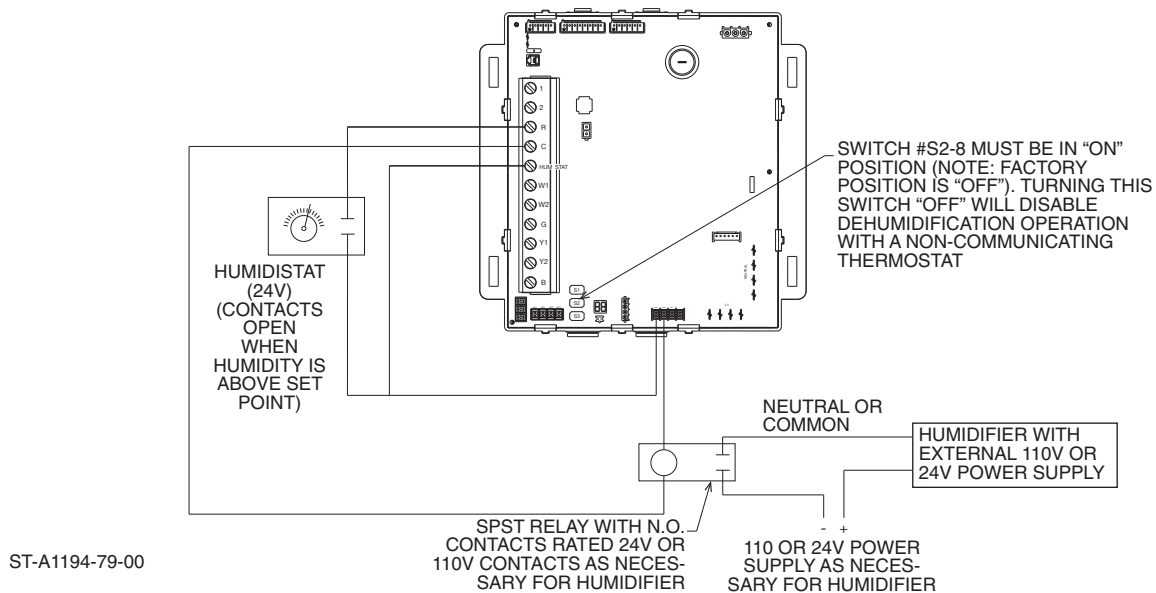 1
2
R
C
HUM STAT
W1
W2
G
Y1
Y2
B
S1
S2
S3
SWITCH #S2-8 MUST BE IN “ON”
POSITION (NOTE: FACTORY
POSITION IS “OFF”). TURNING THIS
SWITCH “OFF” WILL DISABLE
DEHUMIDIFICATION OPERATION
WITH A NON-COMMUNICATING
THERMOSTAT
HUMIDISTAT
(24V)
(CONTACTS
OPEN
WHEN
HUMIDITY IS
ABOVE SET
POINT)
NEUTRAL OR
COMMON
HUMIDIFIER WITH
EXTERNAL 110V OR
24V POWER SUPPLY
- +
SPST RELAY WITH N.O.
CONTACTS RATED 24V OR
110V CONTACTS AS NECES-
SARY FOR HUMIDIFIER
110 OR 24V POWER
SUPPLY AS NECES-
SARY FOR HUMIDIFIER
ST-A1194-79-00